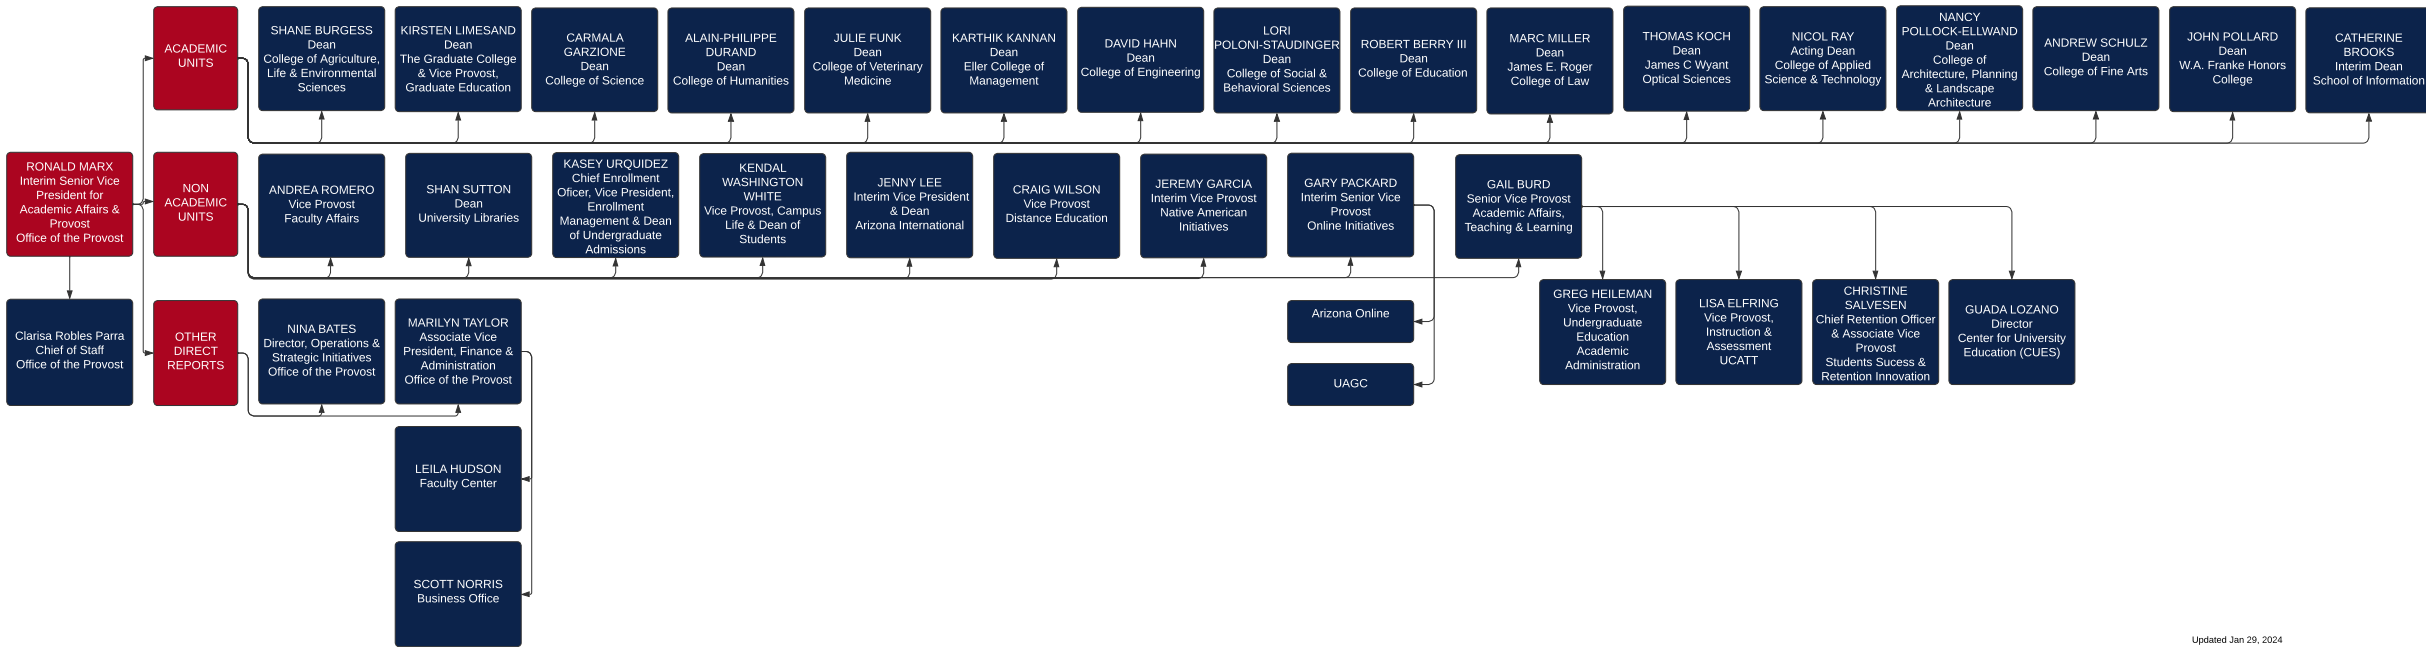 ACADEMIC
UNITS
SHANE BURGESS
Dean
College of Agriculture,
Life & Environmental
Sciences
KIRSTEN LIMESAND
Dean
The Graduate College
& Vice Provost,
Graduate Education
CARMALA
GARZIONE
Dean
College of Science
ALAIN-PHILIPPE
DURAND
Dean
College of Humanities
JULIE FUNK
Dean
College of Veterinary
Medicine
KARTHIK KANNAN
Dean
Eller College of
Management
DAVID HAHN
Dean
College of Engineering
LORI
POLONI-STAUDINGER
Dean
College of Social &
Behavioral Sciences
ROBERT BERRY III
Dean
College of Education
MARC MILLER
Dean
James E. Roger
College of Law
THOMAS KOCH
Dean
James C Wyant
Optical Sciences
NICOL RAY
Acting Dean
College of Applied
Science & Technology
NANCY
POLLOCK-ELLWAND
Dean
College of
Architecture, Planning
& Landscape
Architecture
ANDREW SCHULZ
Dean
College of Fine Arts
JOHN POLLARD
Dean
W.A. Franke Honors
College
CATHERINE
BROOKS
Interim Dean
School of Information
RONALD MARX
Interim Senior Vice
President for
Academic Affairs &
Provost
Office of the Provost
NON
ACADEMIC
UNITS
ANDREA ROMERO
Vice Provost
Faculty Affairs
SHAN SUTTON
Dean
University Libraries
KASEY URQUIDEZ
Chief Enrollment
Oficer, Vice President,
Enrollment
Management & Dean
of Undergraduate
Admissions
KENDAL
WASHINGTON
WHITE
Vice Provost, Campus
Life & Dean of
Students
JENNY LEE
Interim Vice President
& Dean
Arizona International
CRAIG WILSON
Vice Provost
Distance Education
JEREMY GARCIA
Interim Vice Provost
Native American
Initiatives
GARY PACKARD
Interim Senior Vice
Provost
Online Initiatives
GAIL BURD
Senior Vice Provost
Academic Affairs,
Teaching & Learning
Clarisa Robles Parra
Chief of Staff
Office of the Provost
OTHER
DIRECT
REPORTS
NINA BATES
Director, Operations &
Strategic Initiatives
Office of the Provost
MARILYN TAYLOR
Associate Vice
President, Finance &
Administration
Office of the Provost
Arizona Online
UAGC
GREG HEILEMAN
Vice Provost,
Undergraduate
Education
Academic
Administration
LISA ELFRING
Vice Provost,
Instruction &
Assessment
UCATT
CHRISTINE
SALVESEN
Chief Retention Officer
& Associate Vice
Provost
Students Sucess &
Retention Innovation
GUADA LOZANO
Director
Center for University
Education (CUES)
LEILA HUDSON
Faculty Center
SCOTT NORRIS
Business Office
Updated Jan 29, 2024